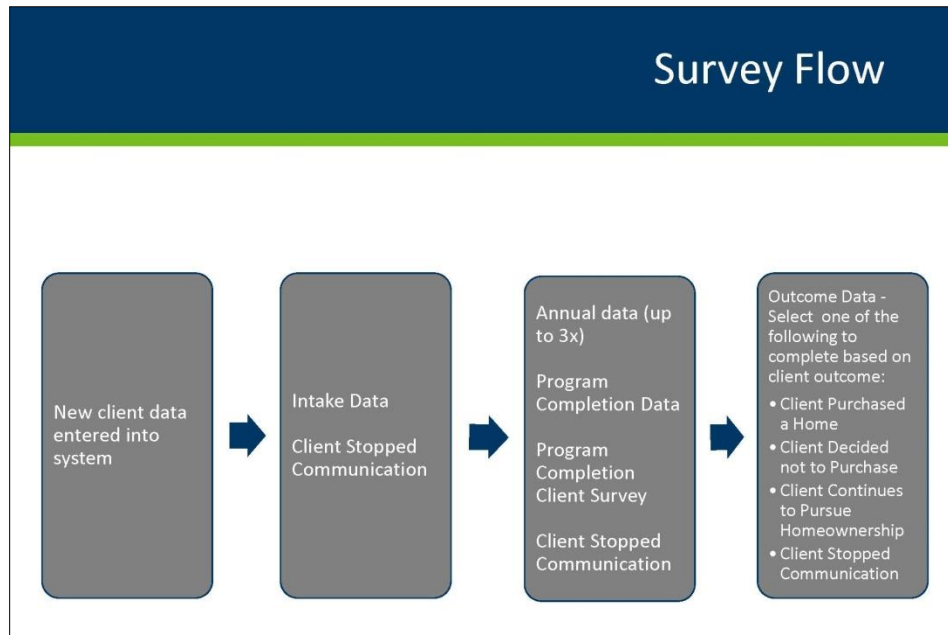 Survey Flow
New client data
entered into
system
Intake Data
Client Stopped
Communication
Annual data (up
to 3x)
Program
Completion Data
Program
Completion
Client Survey
Client Stopped
Communication
Outcome Data -
Select one of the
following to
complete based on
client outcome:
• Client Purchased
a Home
• Client Decided
not to Purchase
• Client Continues
to Pursue
Homeownership
• Client Stopped
Communication